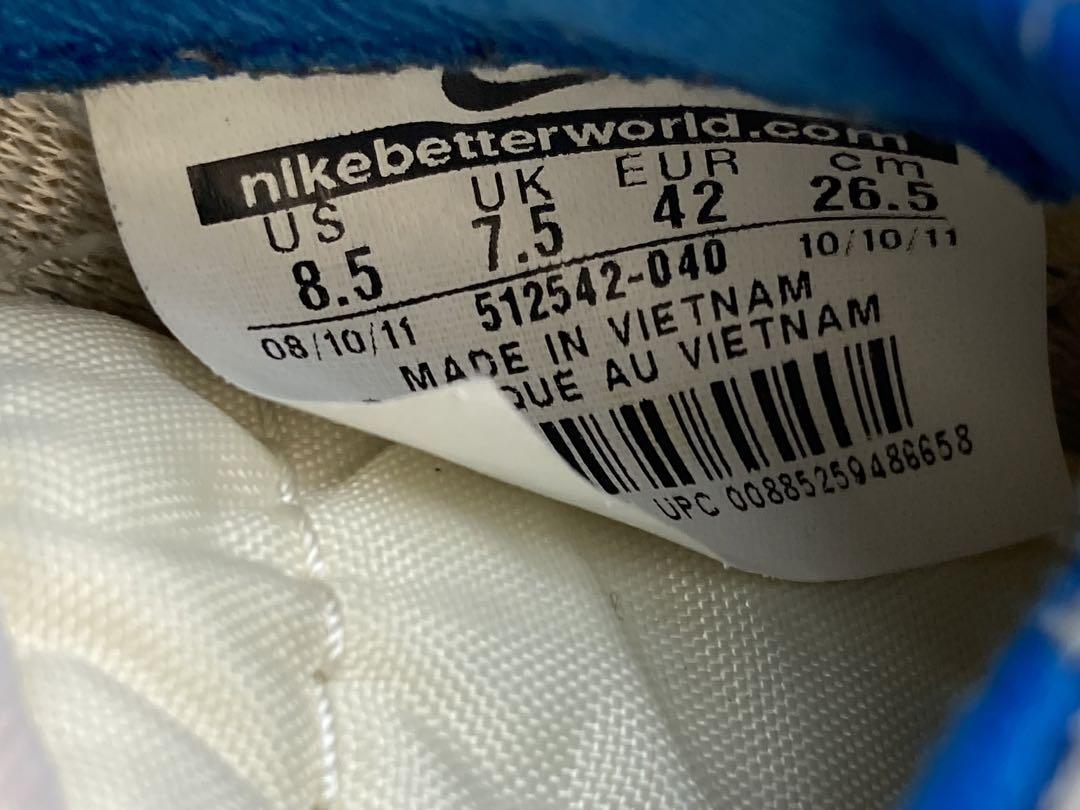 nikebetterworld.com
US UK EUR cm
8.5 7.5 42 26.5
08/10/11 512542-040 10/10/11
MADE IN VIETNAM
QUÉ AU VIETNAM
UPC 00885259486658